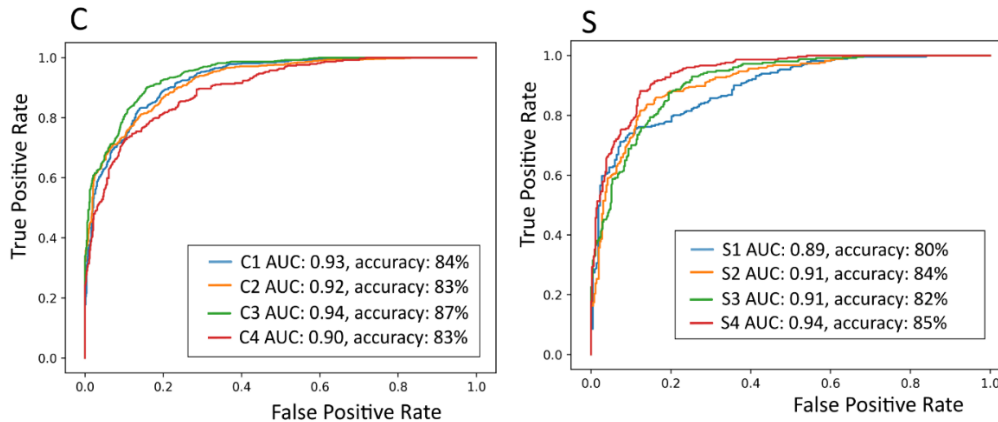 C
1.0
0.8
0.6
0.4
0.2
0.0
True Positive Rate
C1 AUC: 0.93, accuracy: 84%
C2 AUC: 0.92, accuracy: 83%
C3 AUC: 0.94, accuracy: 87%
C4 AUC: 0.90, accuracy: 83%
0.0 0.2 0.4 0.6 0.8 1.0
False Positive Rate
S
1.0
0.8
0.6
0.4
0.2
0.0
True Positive Rate
S1 AUC: 0.89, accuracy: 80%
S2 AUC: 0.91, accuracy: 84%
S3 AUC: 0.91, accuracy: 82%
S4 AUC: 0.94, accuracy: 85%
0.0 0.2 0.4 0.6 0.8 1.0
False Positive Rate